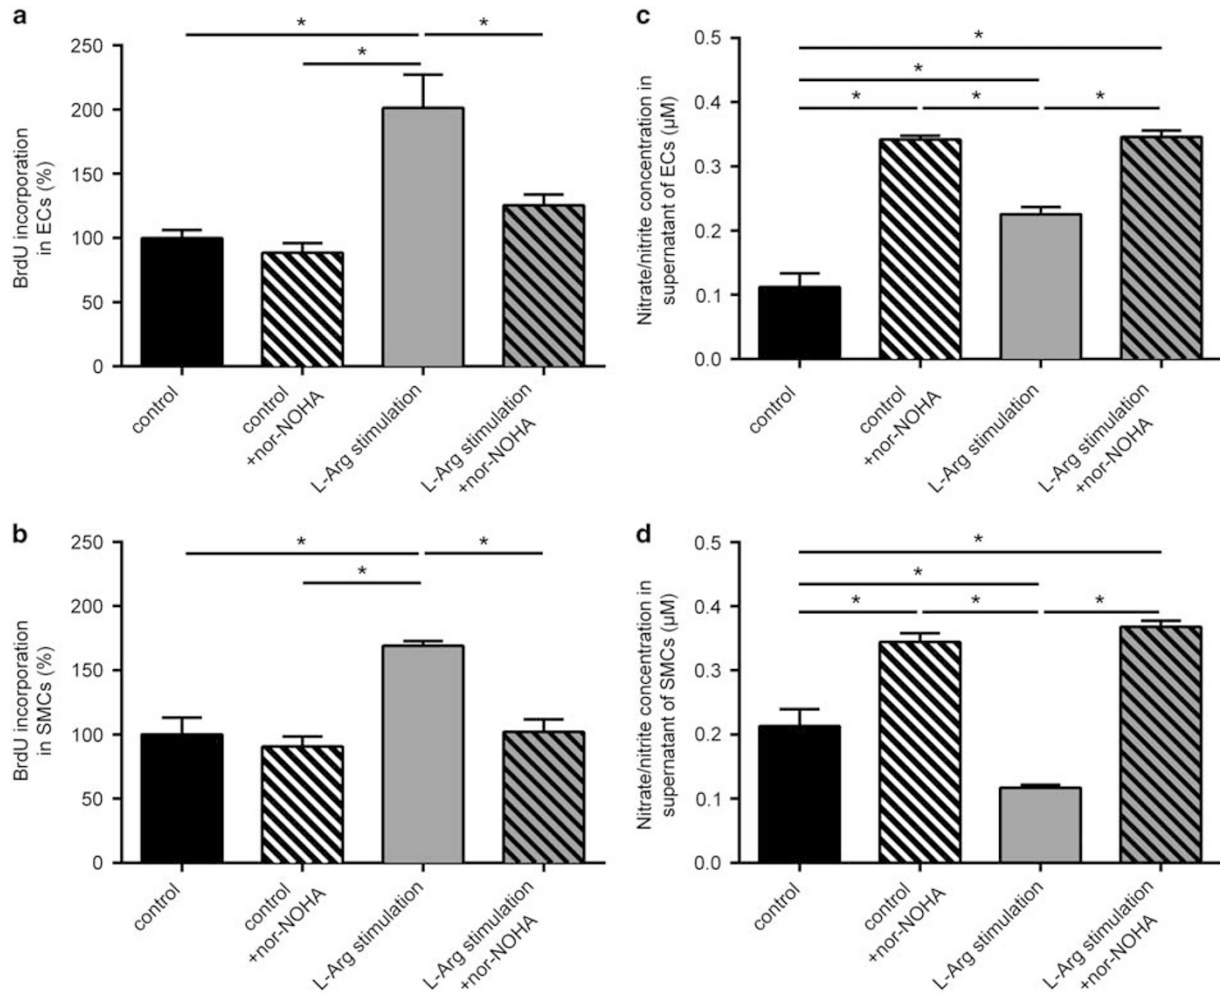 a
*
*
*
250
200
150
100
50
0
BrdU incorporation
in ECs (%)
control
control
+nor-NOHA
L-Arg stimulation
L-Arg stimulation
+nor-NOHA
c
*
*
*
*
*
0.5
0.4
0.3
0.2
0.1
0.0
Nitrate/nitrite concentration in
supernatant of ECs (µM)
control
control
+nor-NOHA
L-Arg stimulation
L-Arg stimulation
+nor-NOHA
b
*
*
*
250
200
150
100
50
0
BrdU incorporation
in SMCs (%)
control
control
+nor-NOHA
L-Arg stimulation
L-Arg stimulation
+nor-NOHA
d
*
*
*
*
*
0.5
0.4
0.3
0.2
0.1
0.0
Nitrate/nitrite concentration in
supernatant of SMCs (µM)
control
control
+nor-NOHA
L-Arg stimulation
L-Arg stimulation
+nor-NOHA